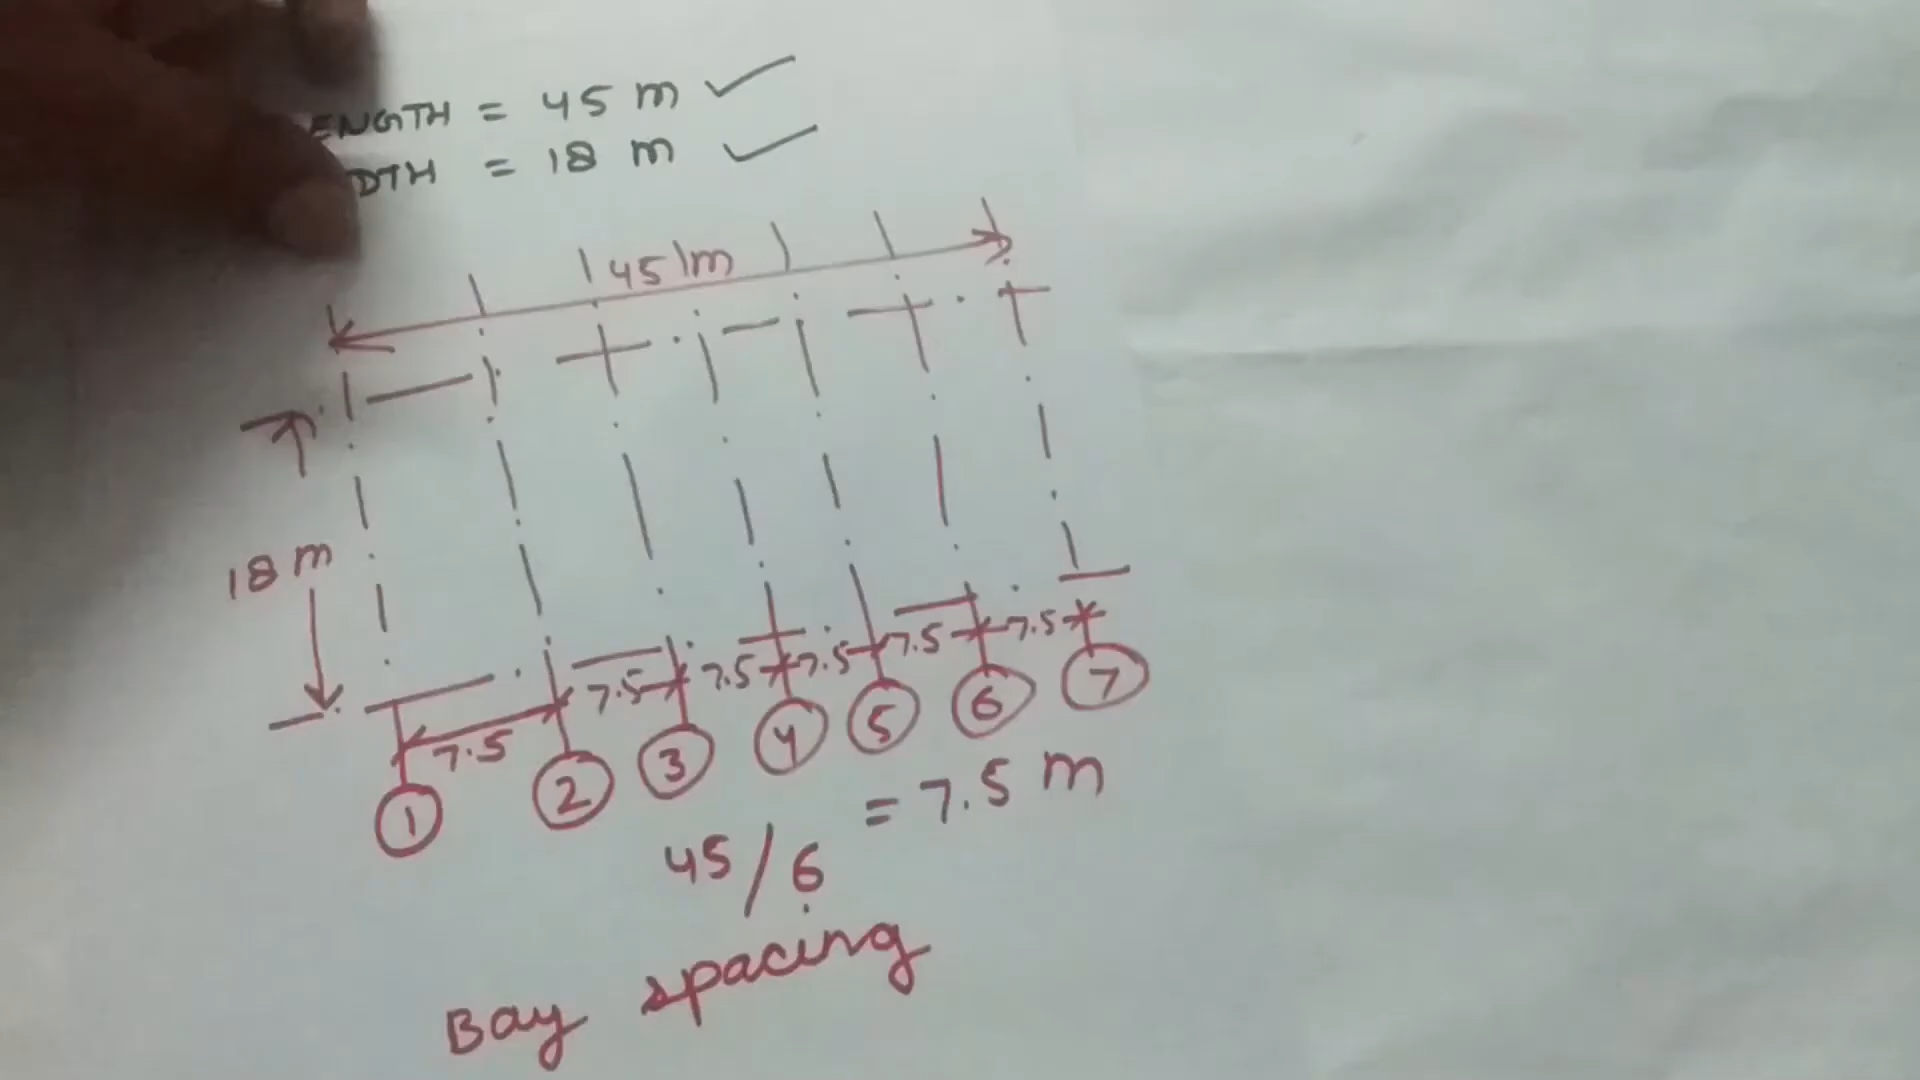 ENGTH = 45 m
DTH = 18 m
45 m
18 m
7.5 7.5 7.5 7.5 7.5 7.5
1 2 3 4 5 6 7
45/6 = 7.5 m
Bay spacing